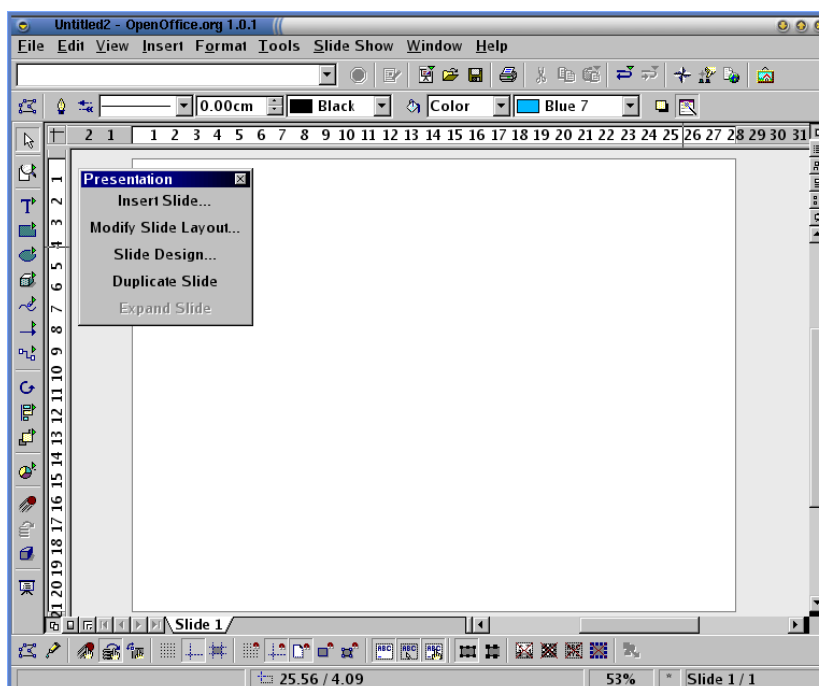 Untitled2 - OpenOffice.org 1.0.1
File Edit View Insert Format Tools Slide Show Window Help
0.00cm Black Color Blue 7
2 1 1 2 3 4 5 6 7 8 9 10 11 12 13 14 15 16 17 18 19 20 21 22 23 24 25 26 27 28 29 30 31
1 2 3 4 5 6 7 8 9 10 11 12 13 14 15 16 17 18 19 20 21
Presentation
Insert Slide...
Modify Slide Layout...
Slide Design...
Duplicate Slide
Expand Slide
Slide 1
ABC ABC ABC
25.56 / 4.09 53% * Slide 1 / 1